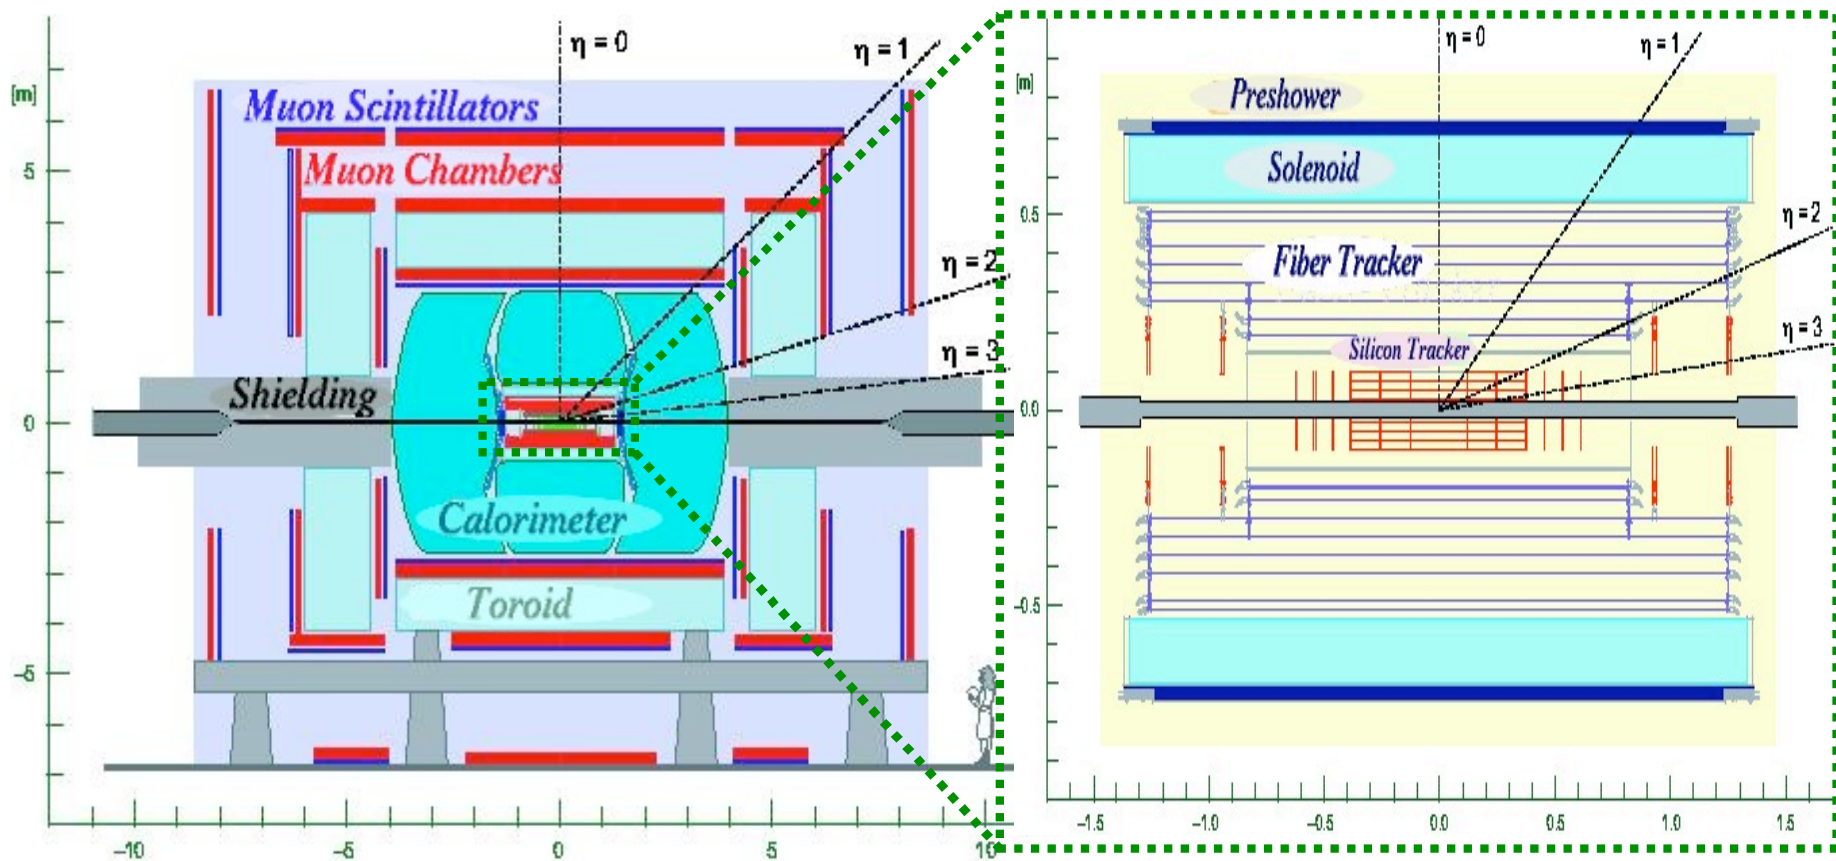 η = 0
η = 1
[m]
Muon Scintillators
Muon Chambers
5
η = 2
η = 3
Shielding
0
Calorimeter
Toroid
-5
-10
-5
0
5
10
η=0
η=1
[m]
Preshower
Solenoid
0.5
η=2
Fiber Tracker
η=3
Silicon Tracker
0.0
-0.5
-1.5
-1.0
-0.5
0.0
0.5
1.0
1.5